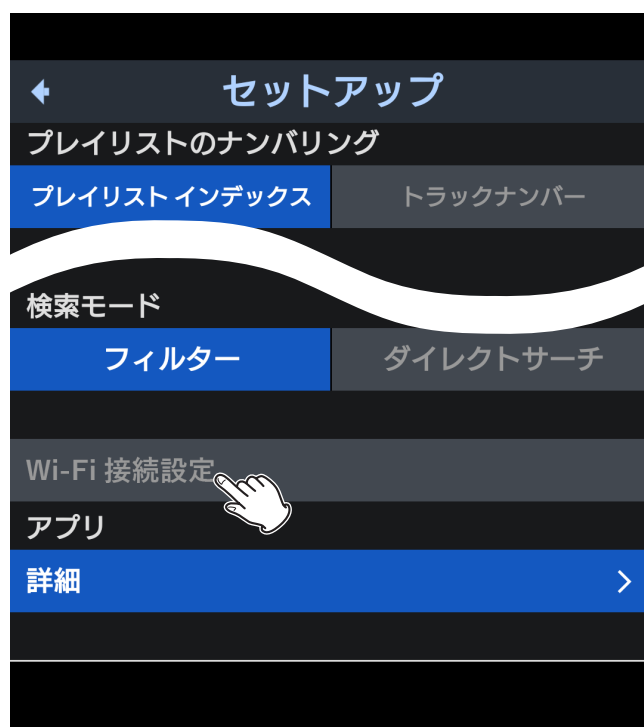 セットアップ
プレイリストのナンバリング
プレイリスト インデックス
トラックナンバー
検索モード
フィルター
ダイレクトサーチ
Wi-Fi 接続設定
アプリ
詳細